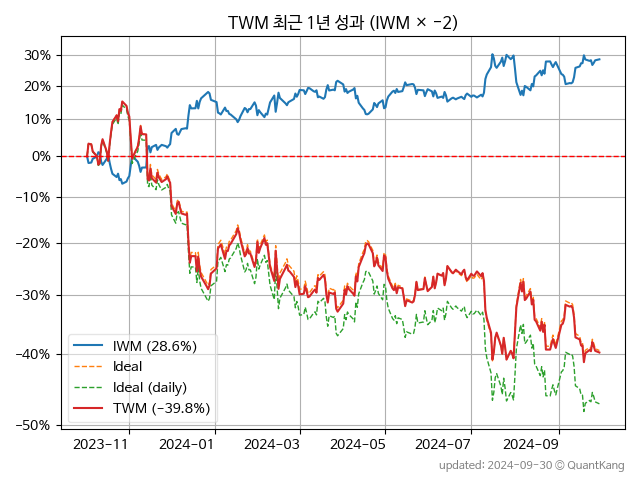 TWM 최근 1년 성과 (IWM × −2)
30%
20%
10%
0%
−10%
−20%
−30%
−40%
−50%
IWM (28.6%)
Ideal
Ideal (daily)
TWM (−39.8%)
2023-11
2024-01
2024-03
2024-05
2024-07
2024-09
updated: 2024-09-30 © QuantKang